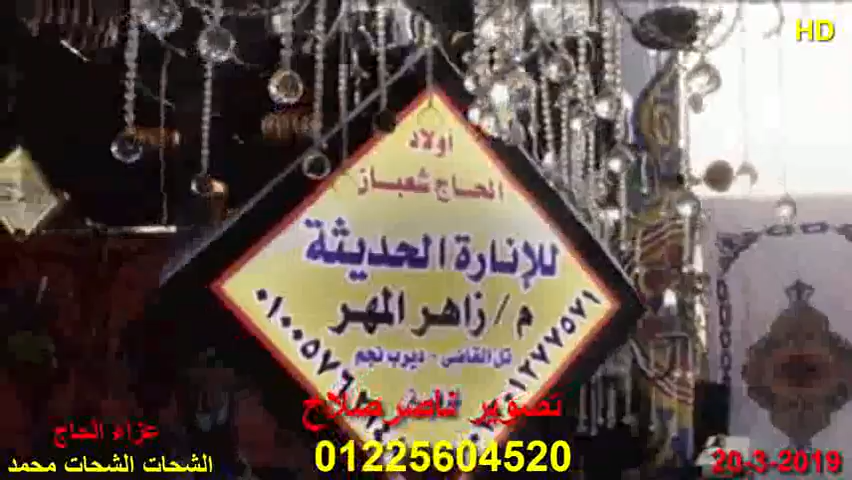 HD
أولاد
الحاج شعبان
للإنارة الحديثة
م/ زاهر المهر
تل القاضى - ديرب نجم
تصوير ناصر صلاح
01225604520
عزاء الحاج
الشحات الشحات محمد
20-3-2019